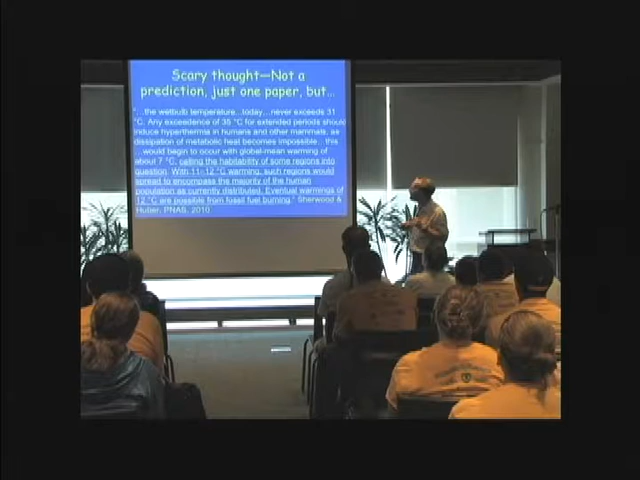 Scary thought—Not a
prediction, just one paper, but…
"…the wetbulb temperature…today…never exceeds 31
°C. Any exceedence of 35 °C for extended periods should
induce hyperthermia in humans and other mammals, as
dissipation of metabolic heat becomes impossible…this
…would begin to occur with global-mean warming of
about 7 °C, calling the habitability of some regions into
question. With 11–12 °C warming, such regions would
spread to encompass the majority of the human
population as currently distributed. Eventual warmings of
12 °C are possible from fossil fuel burning." Sherwood &
Huber, PNAS, 2010